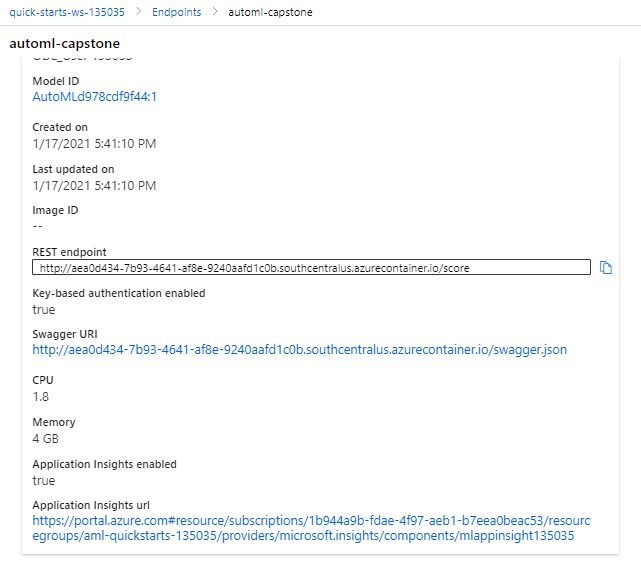 quick-starts-ws-135035 > Endpoints > automl-capstone
automl-capstone
ODL_User 135035
Model ID
AutoMLd978cdf9f44:1
Created on
1/17/2021 5:41:10 PM
Last updated on
1/17/2021 5:41:10 PM
Image ID
--
REST endpoint
http://aea0d434-7b93-4641-af8e-9240aafd1c0b.southcentralus.azurecontainer.io/score
Key-based authentication enabled
true
Swagger URI
http://aea0d434-7b93-4641-af8e-9240aafd1c0b.southcentralus.azurecontainer.io/swagger.json
CPU
1.8
Memory
4 GB
Application Insights enabled
true
Application Insights url
https://portal.azure.com#resource/subscriptions/1b944a9b-fdae-4f97-aeb1-b7eea0beac53/resourc
egroups/aml-quickstarts-135035/providers/microsoft.insights/components/mlappinsight135035